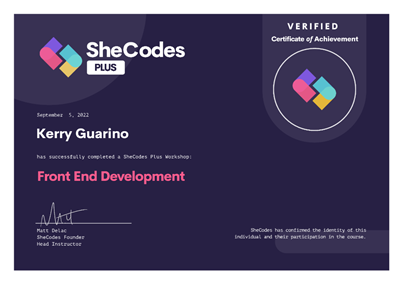 SheCodes
PLUS
VERIFIED
Certificate of Achievement
September 5, 2022
Kerry Guarino
has successfully completed a SheCodes Plus Workshop:
Front End Development
Matt Delac
SheCodes Founder
Head Instructor
SheCodes has confirmed the identity of this
individual and their participation in the course.